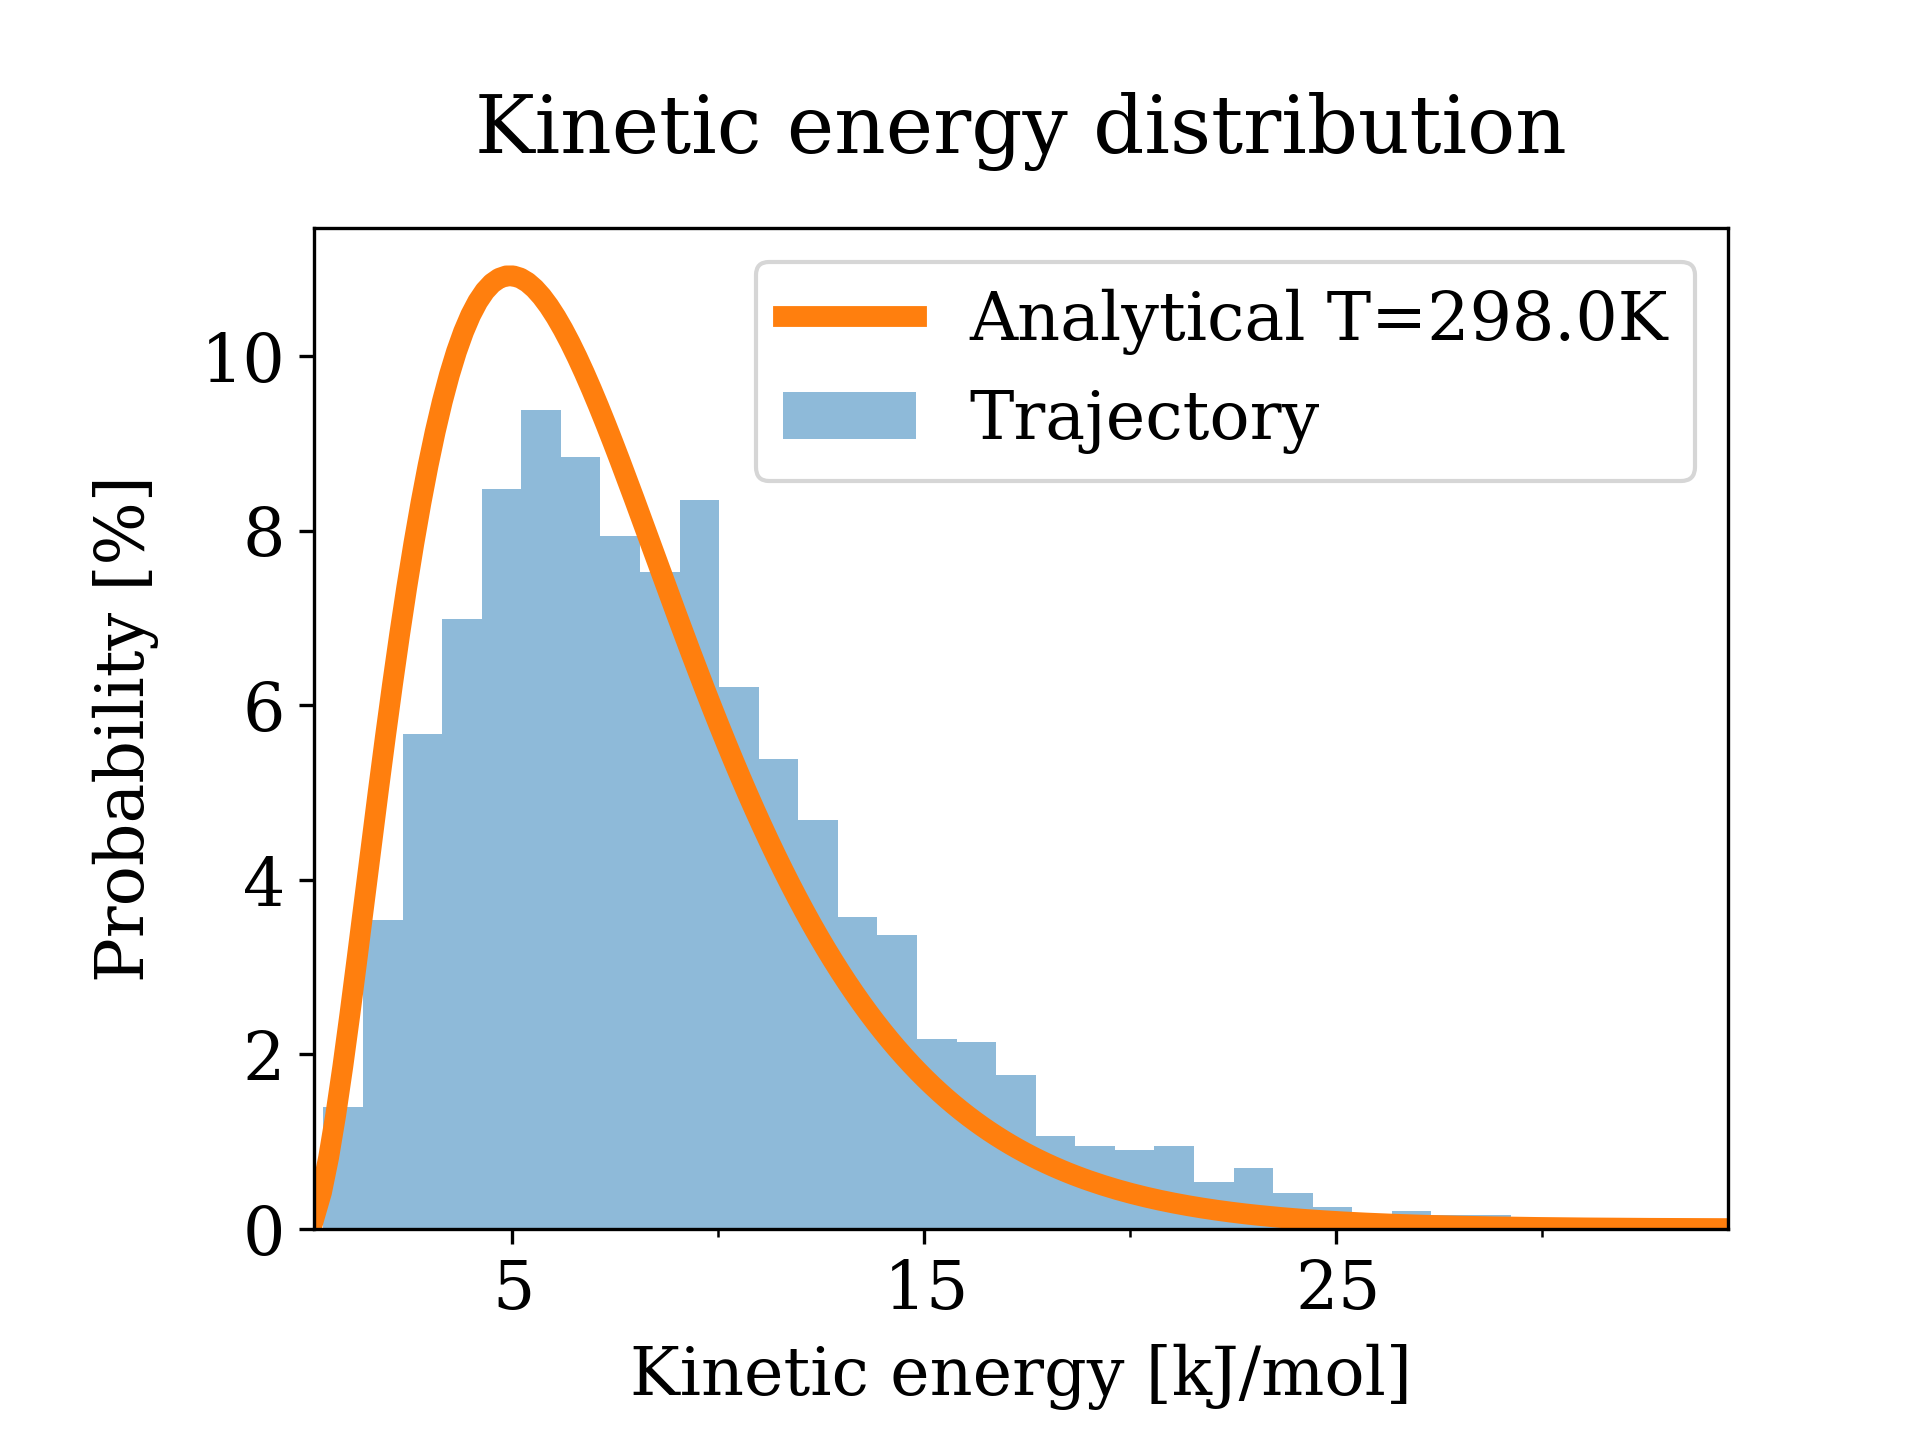 Kinetic energy distribution
Analytical T=298.0K
Trajectory
Probability [%]
10
8
6
4
2
0
5
15
25
Kinetic energy [kJ/mol]